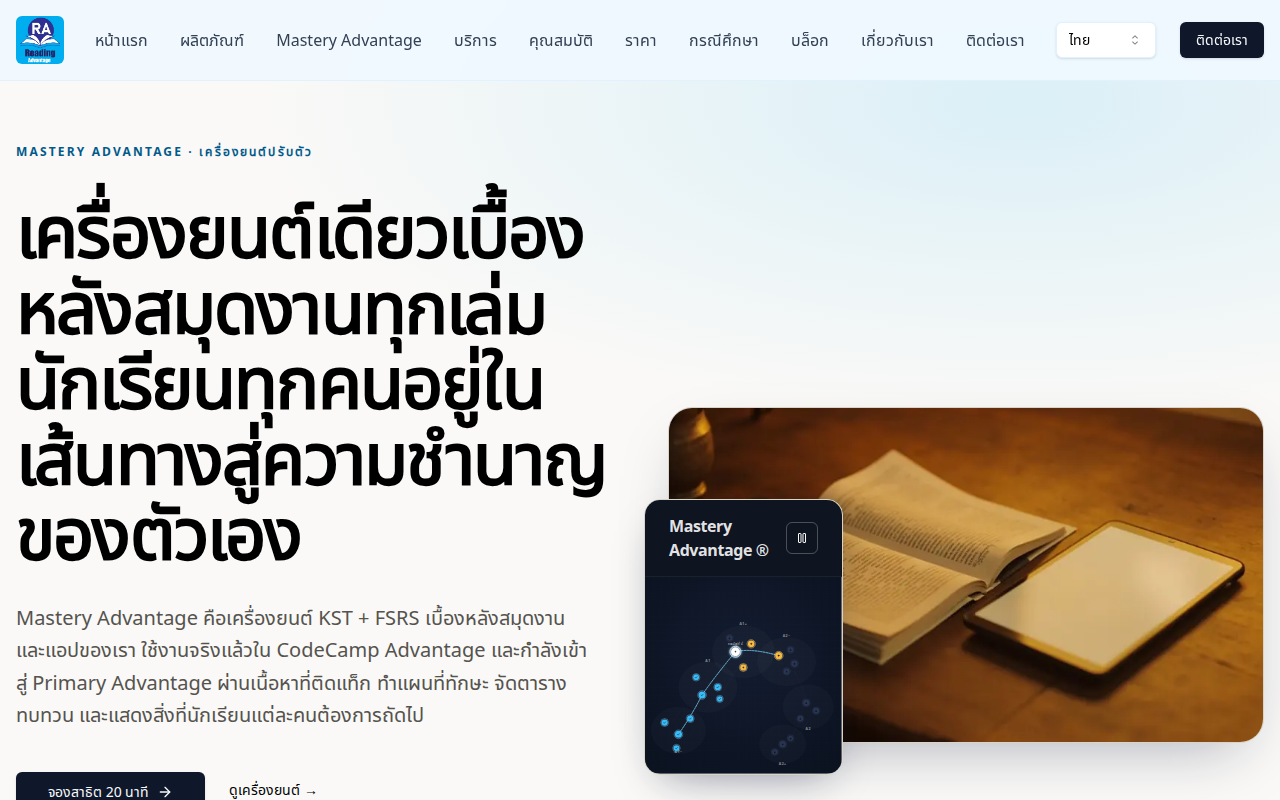 RA
Reading
Advantage
หน้าแรก
ผลิตภัณฑ์
Mastery Advantage
บริการ
คุณสมบัติ
ราคา
กรณีศึกษา
บล็อก
เกี่ยวกับเรา
ติดต่อเรา
ไทย
ติดต่อเรา
MASTERY ADVANTAGE · เครื่องยนต์ปรับตัว
เครื่องยนต์เดียวเบื้อง
หลังสมุดงานทุกเล่ม
นักเรียนทุกคนอยู่ใน
เส้นทางสู่ความชำนาญ
ของตัวเอง
Mastery Advantage คือเครื่องยนต์ KST + FSRS เบื้องหลังสมุดงาน
และแอปของเรา ใช้งานจริงแล้วใน CodeCamp Advantage และกำลังเข้า
สู่ Primary Advantage ผ่านเนื้อหาที่ติดแท็ก ทำแผนที่ทักษะ จัดตาราง
ทบทวน และแสดงสิ่งที่นักเรียนแต่ละคนต้องการถัดไป
จองสาธิต 20 นาที →
ดูเครื่องยนต์ →
Mastery
Advantage ®